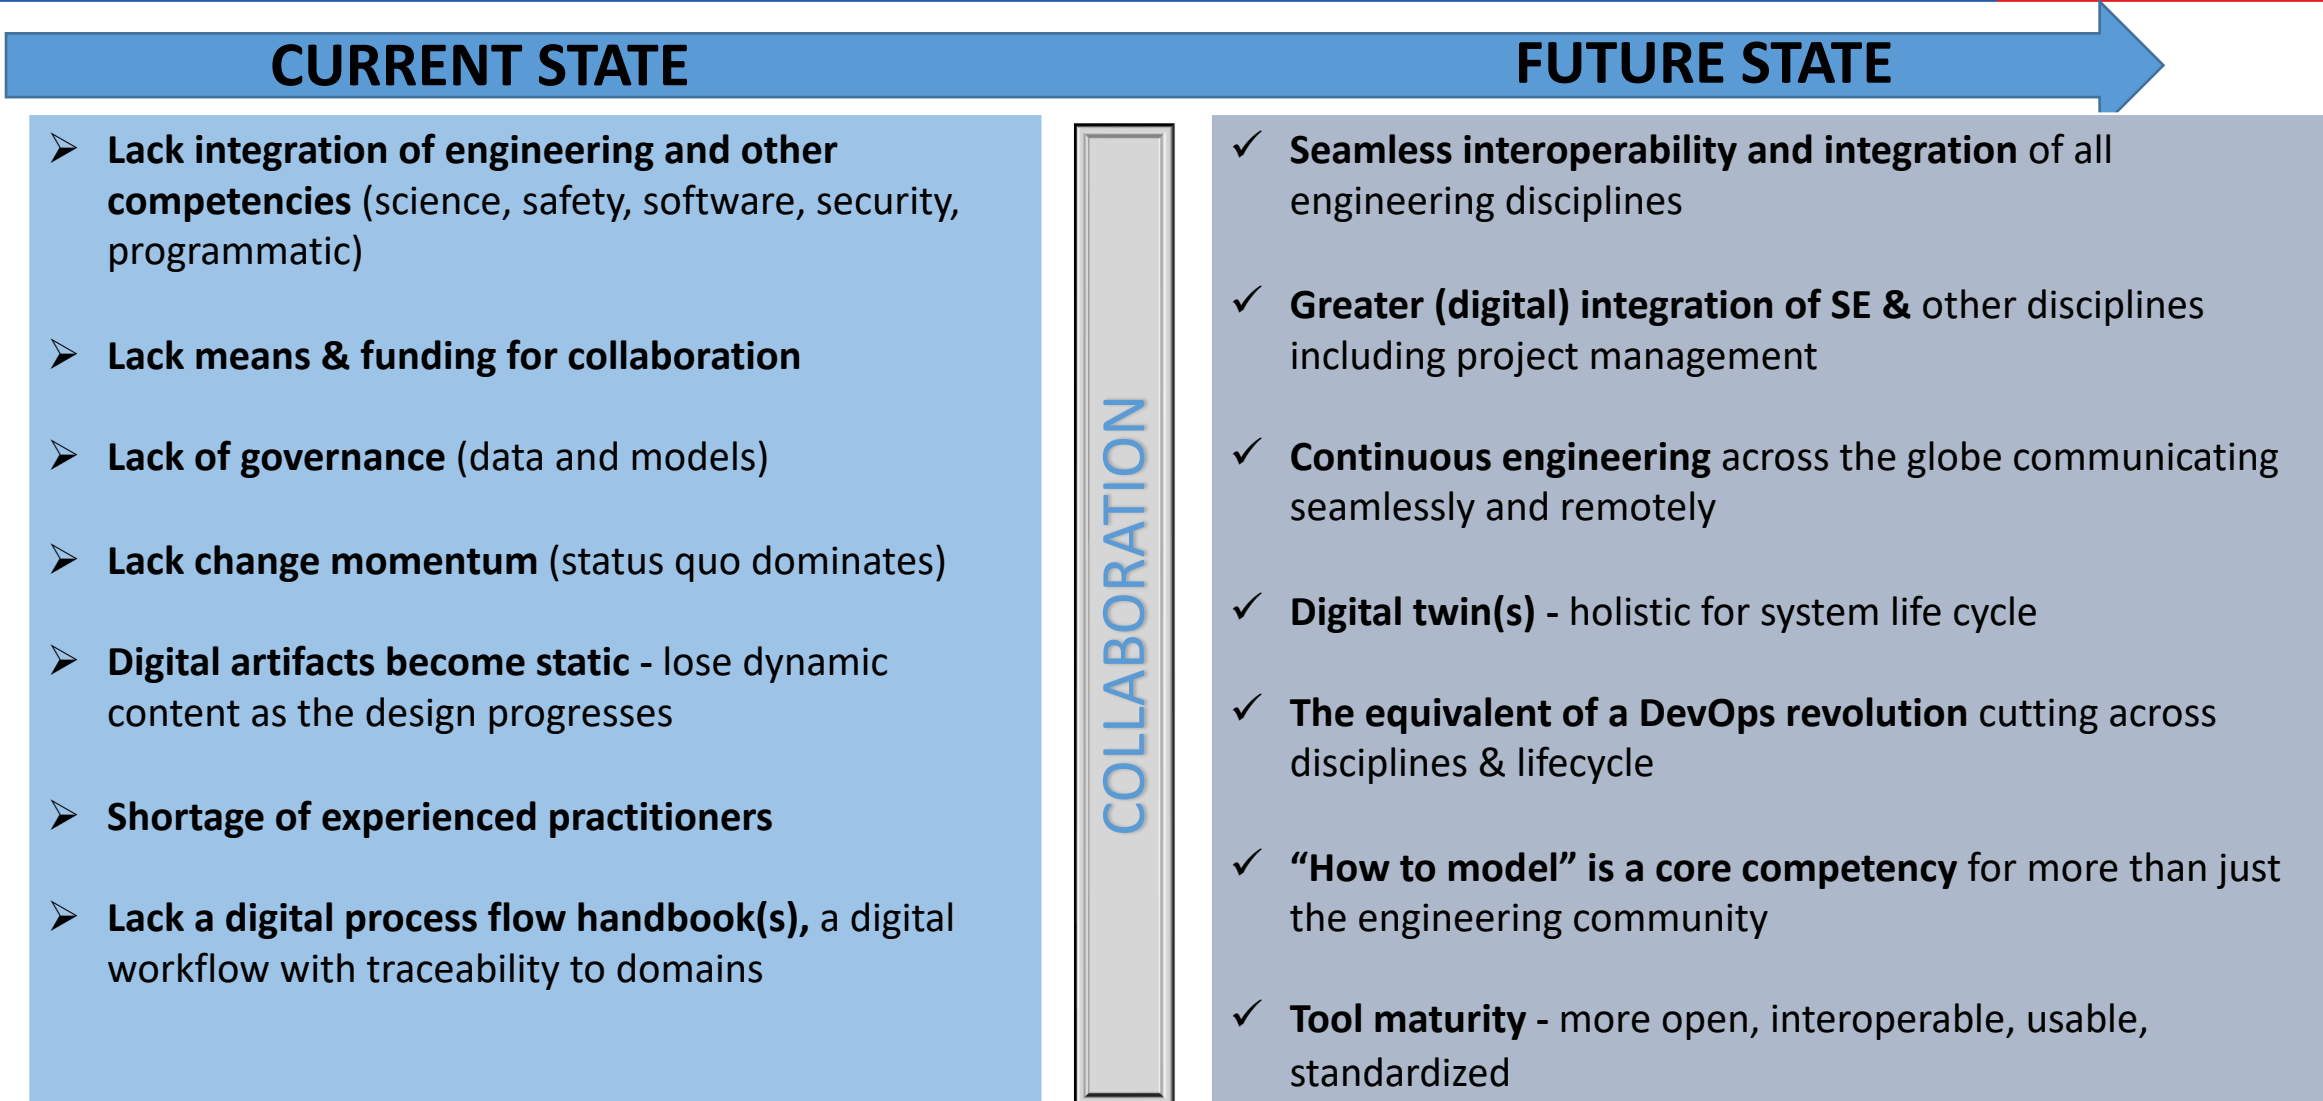 CURRENT STATE
FUTURE STATE
➢ Lack integration of engineering and other
competencies (science, safety, software, security,
programmatic)
➢ Lack means & funding for collaboration
➢ Lack of governance (data and models)
➢ Lack change momentum (status quo dominates)
➢ Digital artifacts become static - lose dynamic
content as the design progresses
➢ Shortage of experienced practitioners
➢ Lack a digital process flow handbook(s), a digital
workflow with traceability to domains
COLLABORATION
✓ Seamless interoperability and integration of all
engineering disciplines
✓ Greater (digital) integration of SE & other disciplines
including project management
✓ Continuous engineering across the globe communicating
seamlessly and remotely
✓ Digital twin(s) - holistic for system life cycle
✓ The equivalent of a DevOps revolution cutting across
disciplines & lifecycle
✓ “How to model” is a core competency for more than just
the engineering community
✓ Tool maturity - more open, interoperable, usable,
standardized